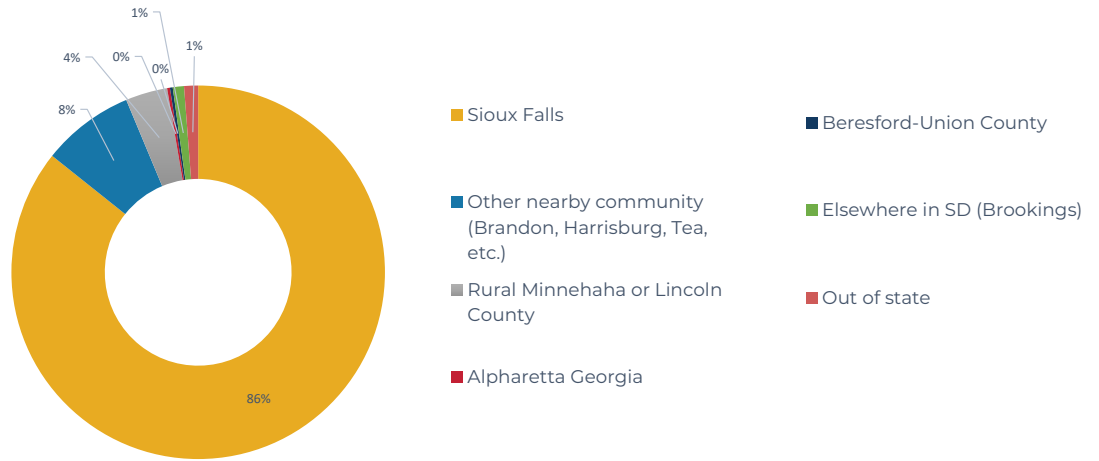 1%
1%
4%
0%
0%
8%
86%
Sioux Falls
Other nearby community
(Brandon, Harrisburg, Tea,
etc.)
Rural Minnehaha or Lincoln
County
Alpharetta Georgia
Beresford-Union County
Elsewhere in SD (Brookings)
Out of state